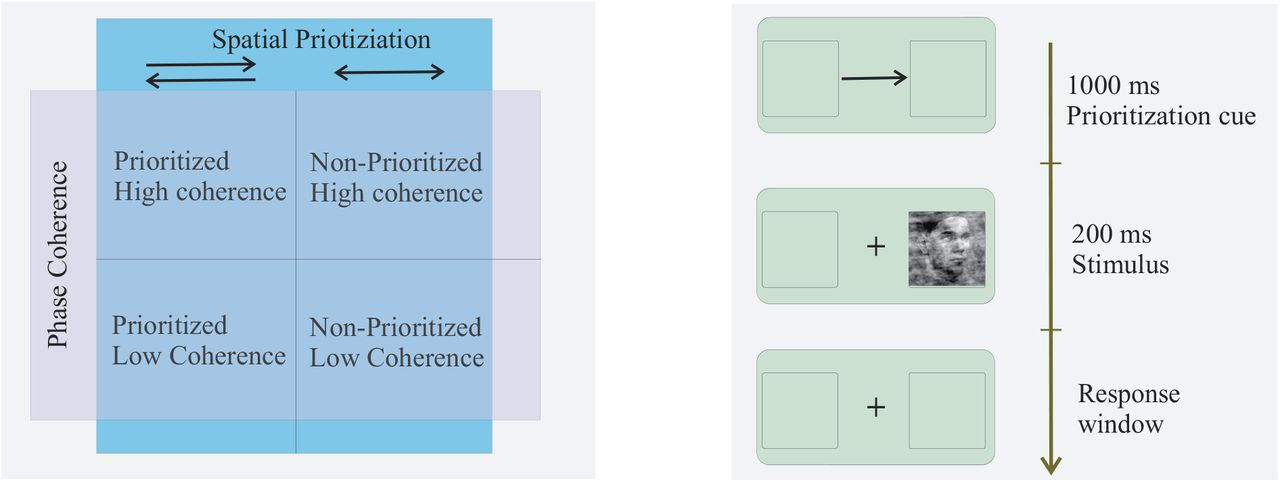 Spatial Priotiziation
Phase Coherence
Prioritized
High coherence
Non-Prioritized
High coherence
Prioritized
Low Coherence
Non-Prioritized
Low Coherence
1000 ms
Prioritization cue
+
200 ms
Stimulus
+
Response
window